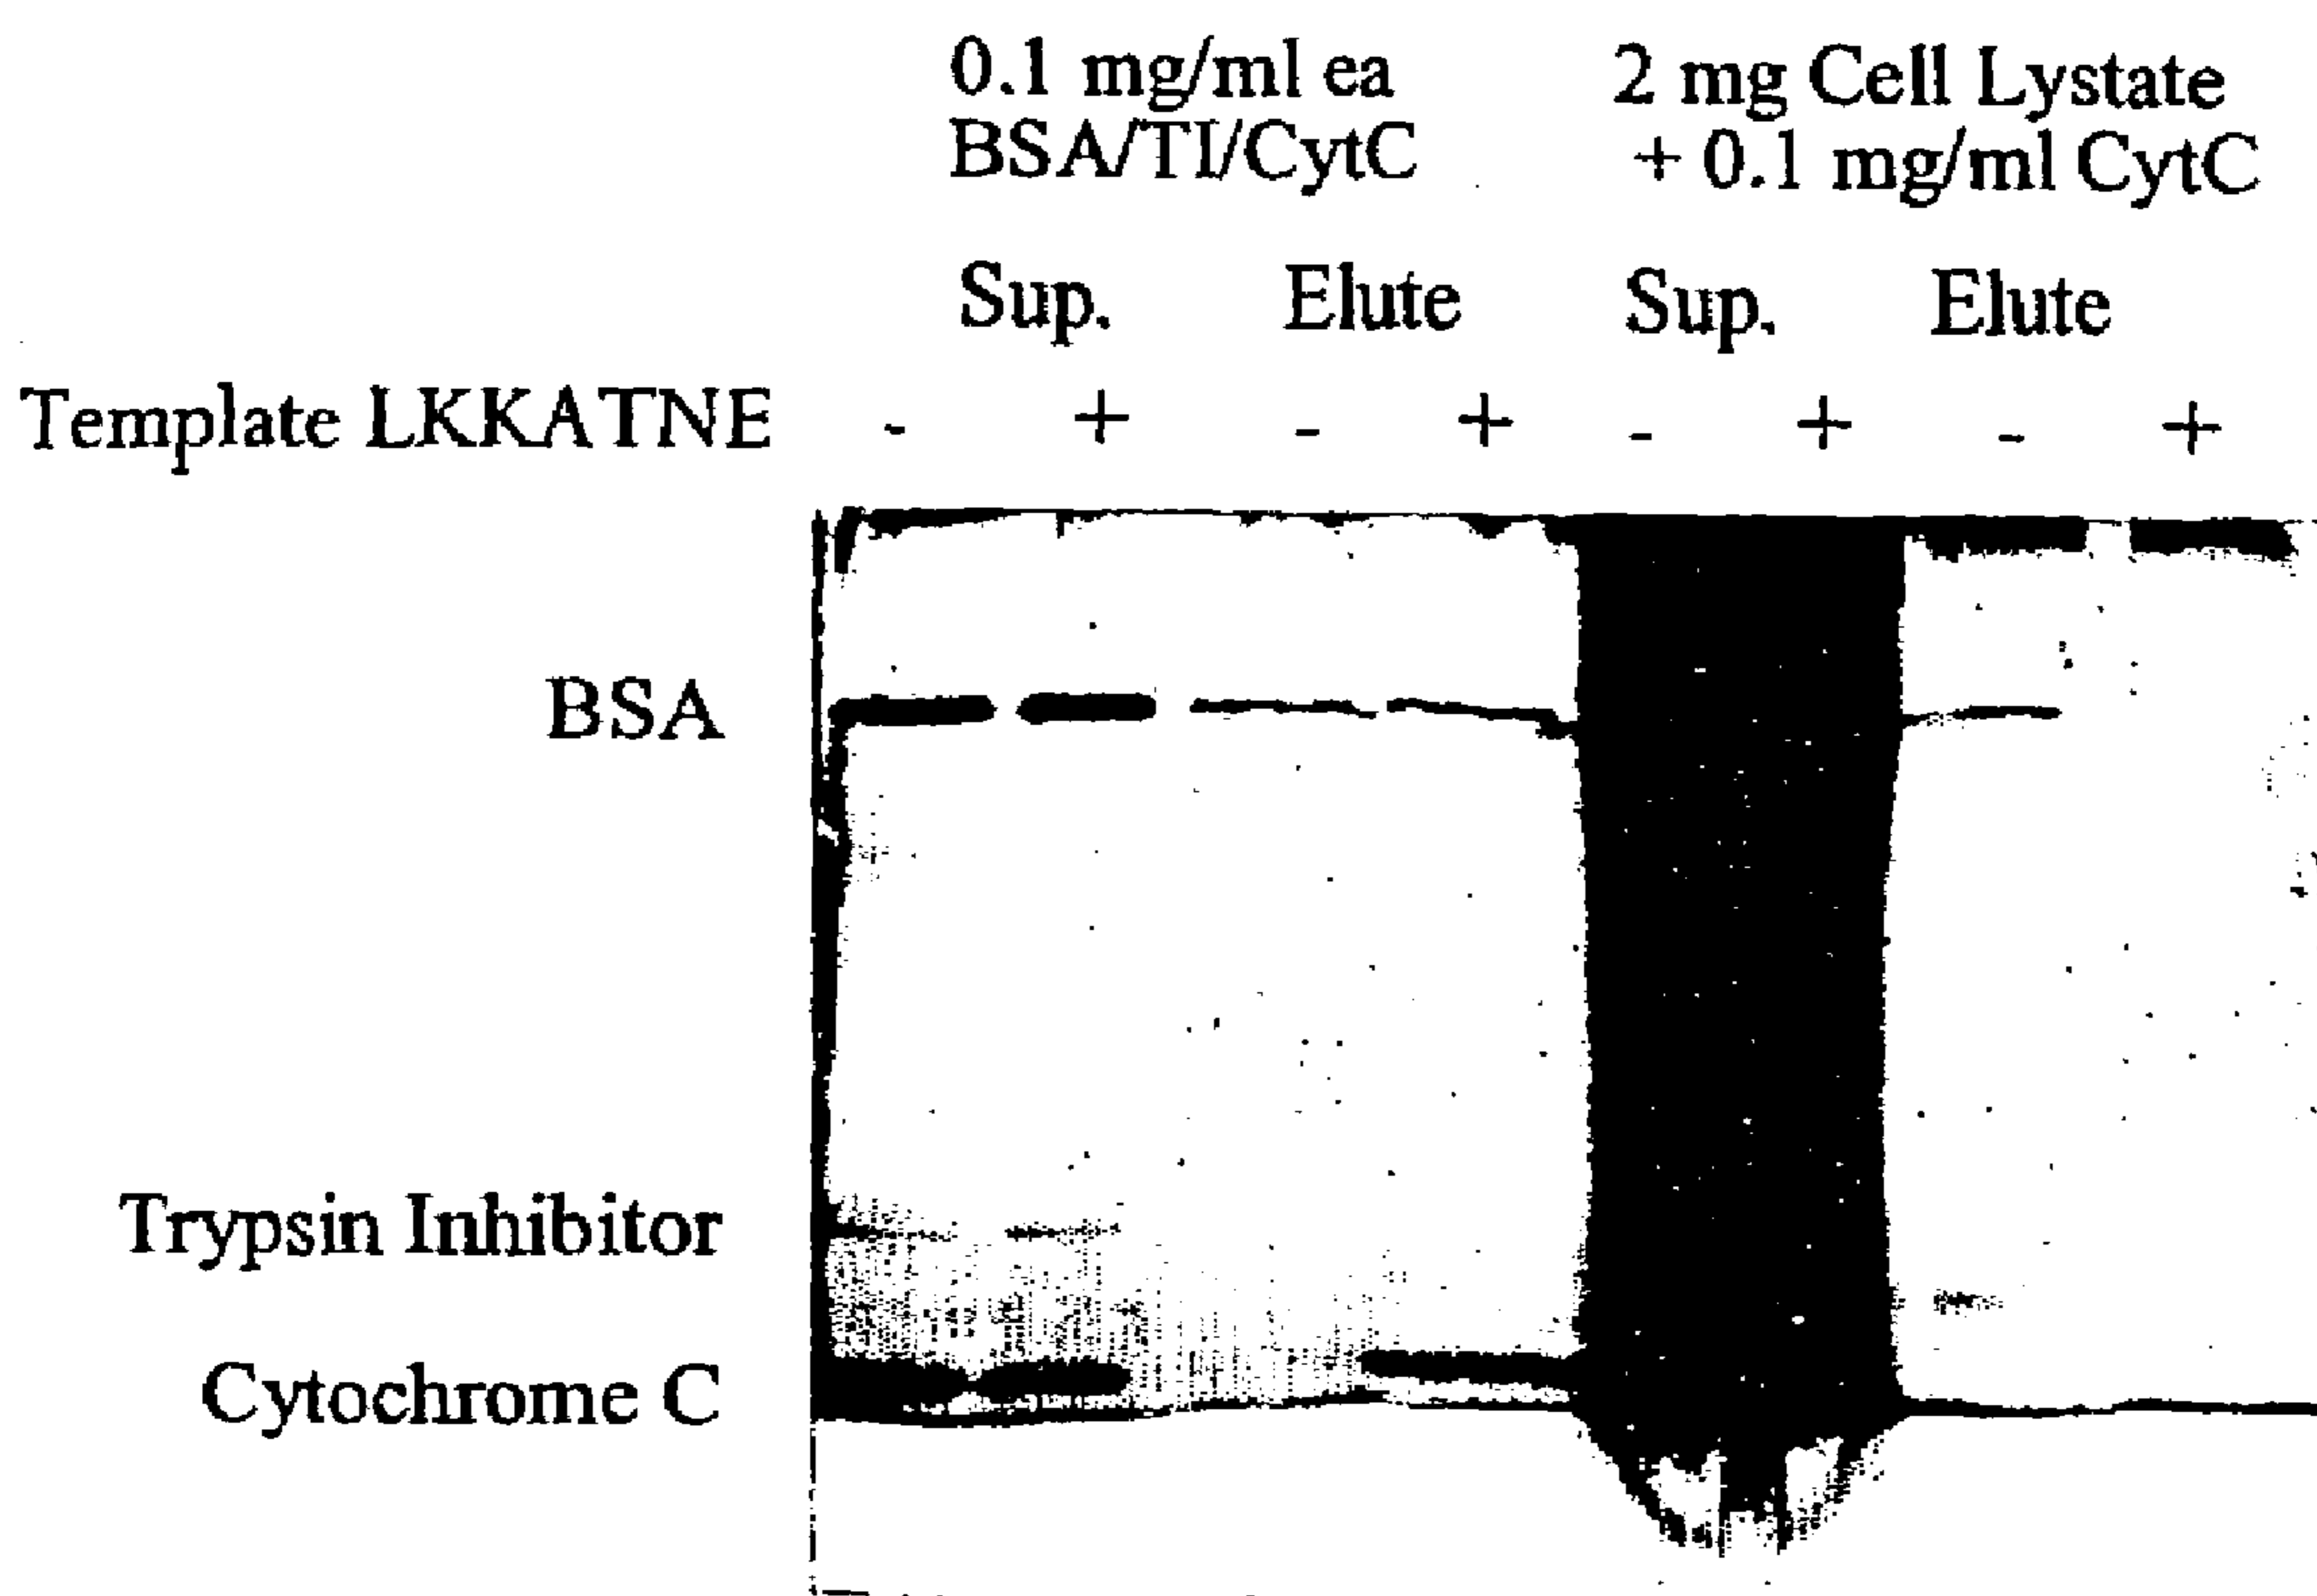 0.1 mg/ml ea
BSA/TI/CytC
2 mg Cell Lystate
+ 0.1 mg/ml CytC
Sup. Elute Sup. Elute
Template LKKATNE - + - + - + - +
BSA
Trypsin Inhibitor
Cytochrome C